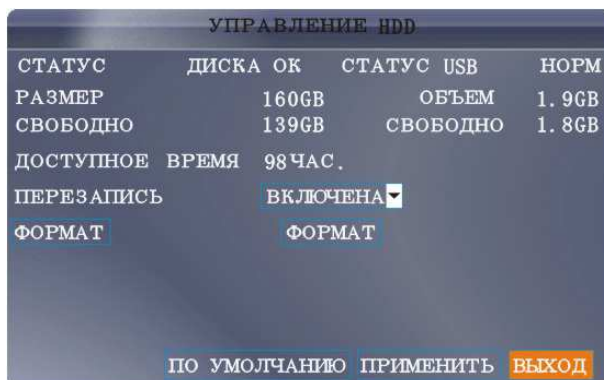 УПРАВЛЕНИЕ HDD
СТАТУС ДИСКА ОК СТАТУС USB НОРМ
РАЗМЕР 160GB ОБЪЕМ 1.9GB
СВОБОДНО 139GB СВОБОДНО 1.8GB
ДОСТУПНОЕ ВРЕМЯ 98ЧАС.
ПЕРЕЗАПИСЬ ВКЛЮЧЕНА
ФОРМАТ ФОРМАТ
ПО УМОЛЧАНИЮ ПРИМЕНИТЬ ВЫХОД